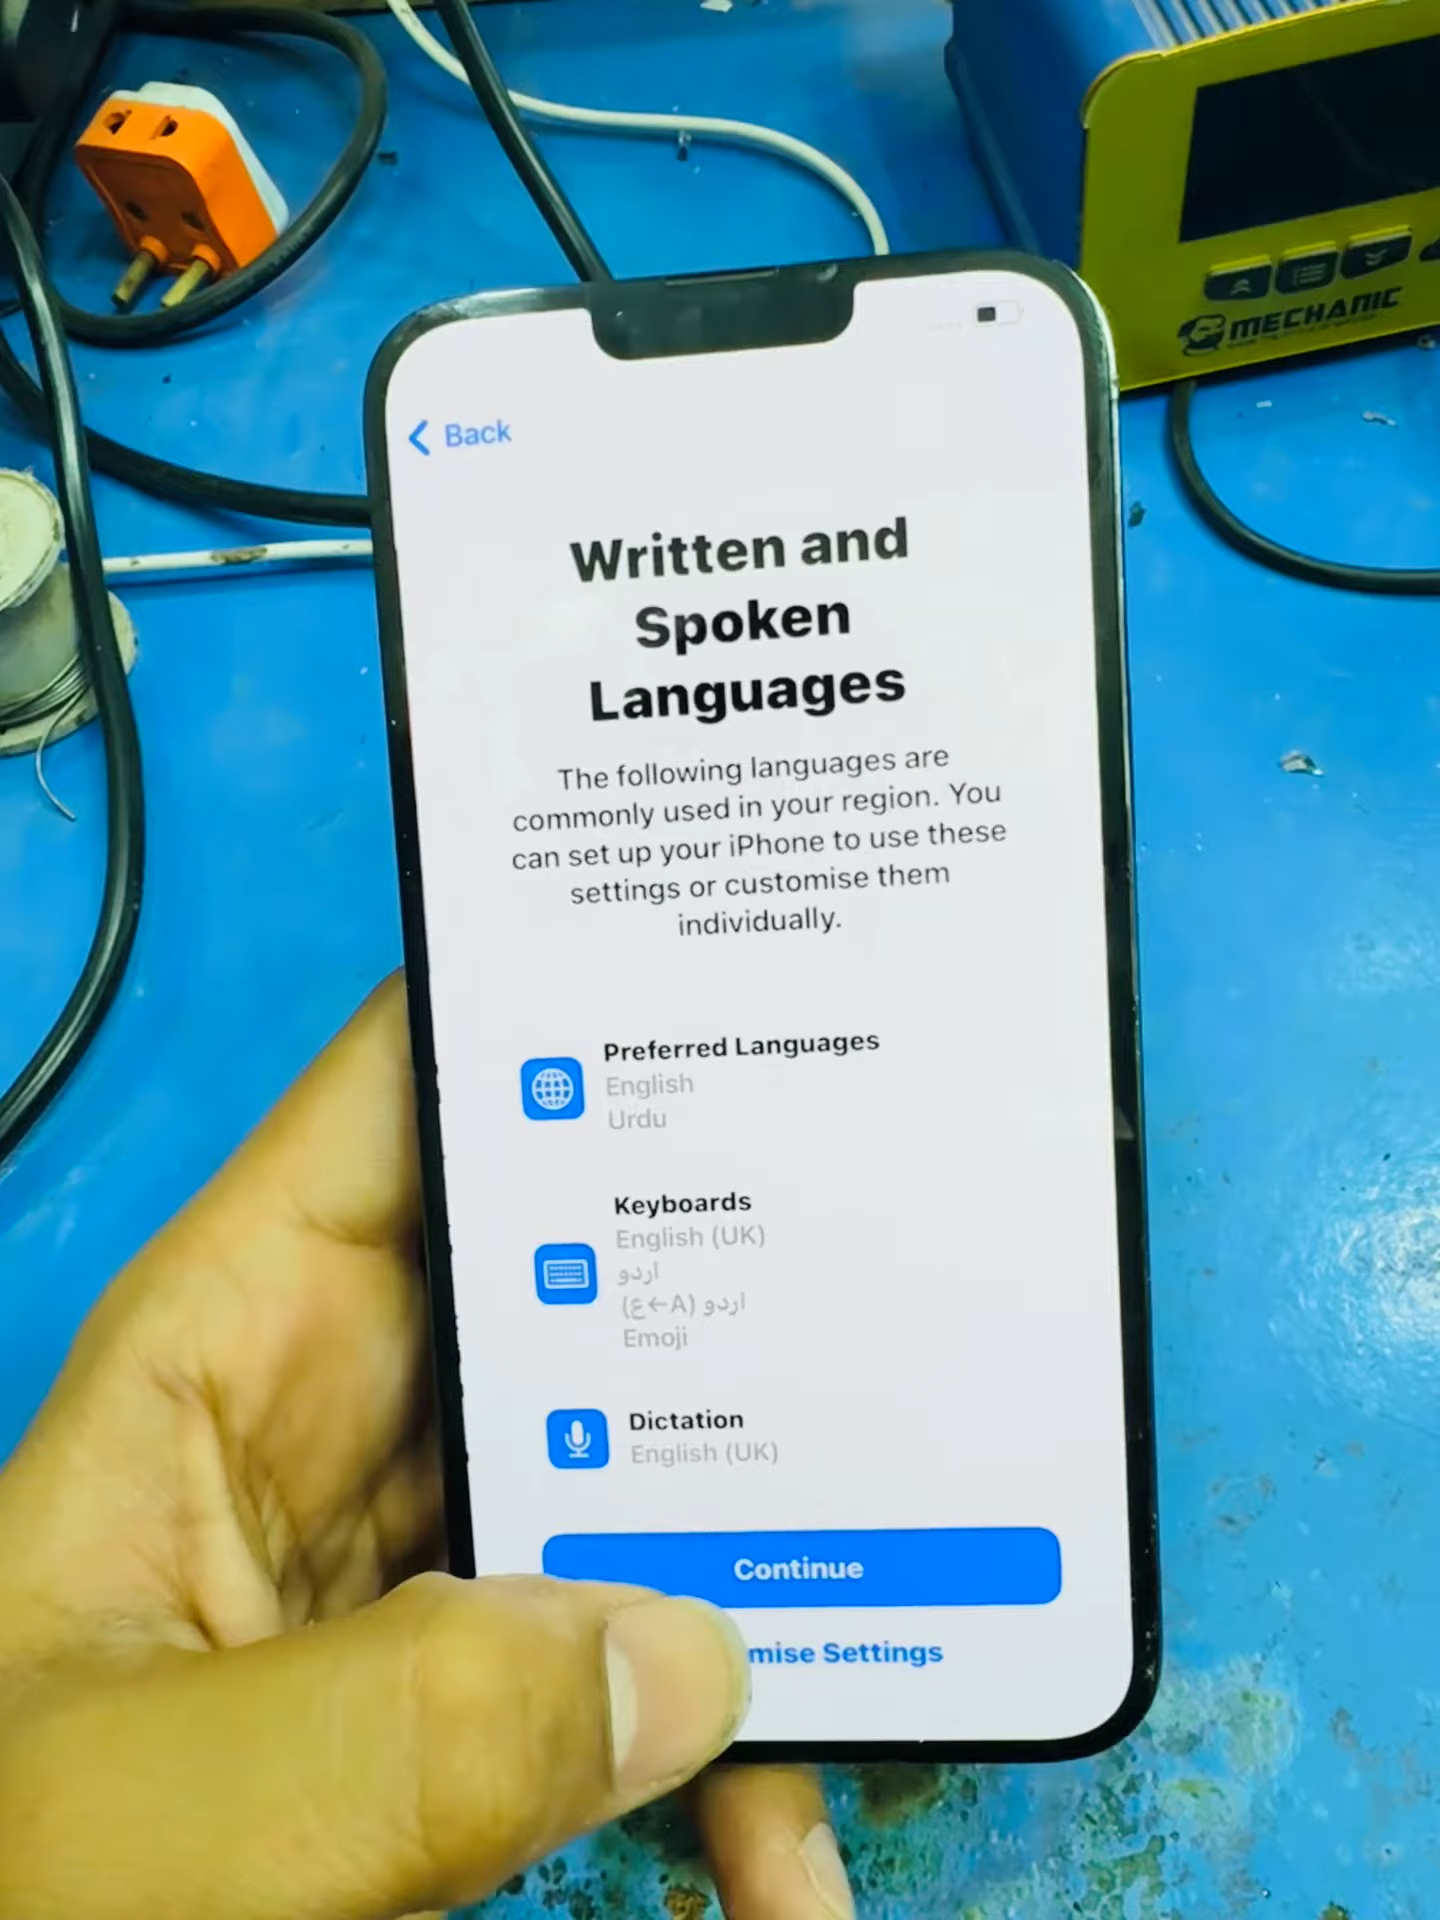 MECHANIC
Back
Written and
Spoken
Languages
The following languages are
commonly used in your region. You
can set up your iPhone to use these
settings or customise them
individually.
Preferred Languages
English
Urdu
Keyboards
English (UK)
اردو
اردو (A←ع)
Emoji
Dictation
English (UK)
Continue
mise Settings